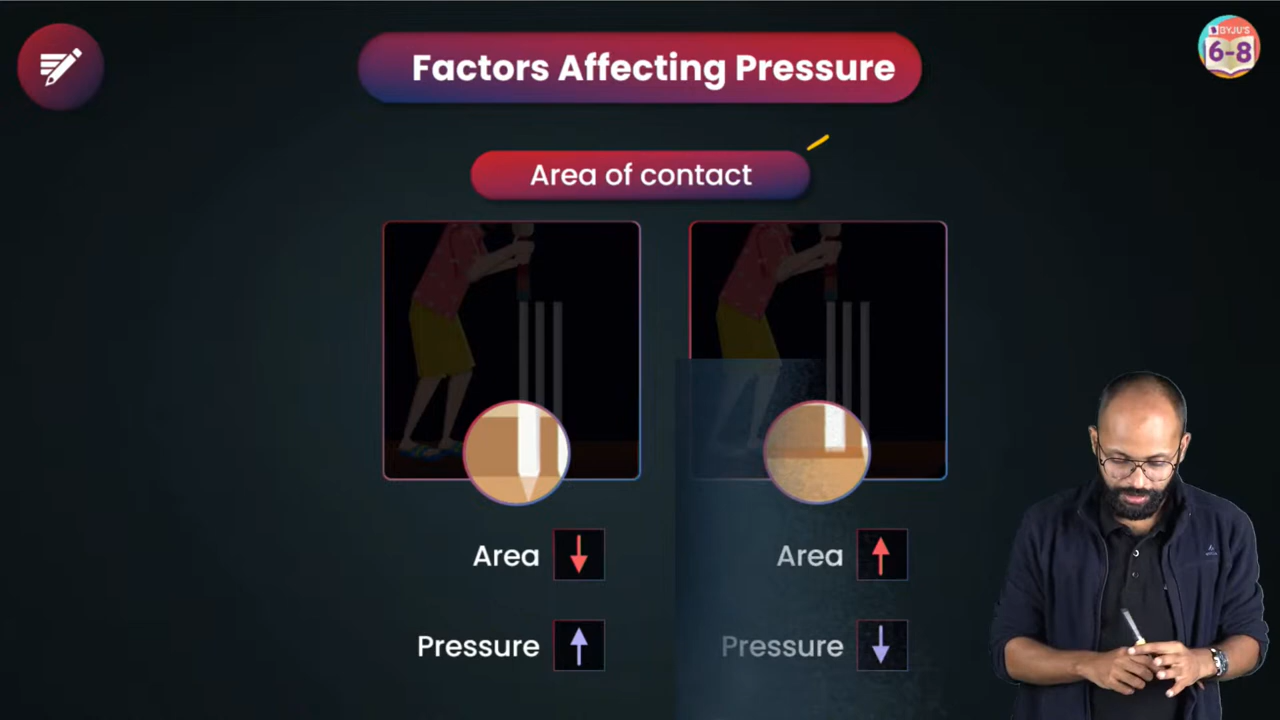 BYJU'S
6-8
Factors Affecting Pressure
Area of contact
Area
Area
Pressure
Pressure